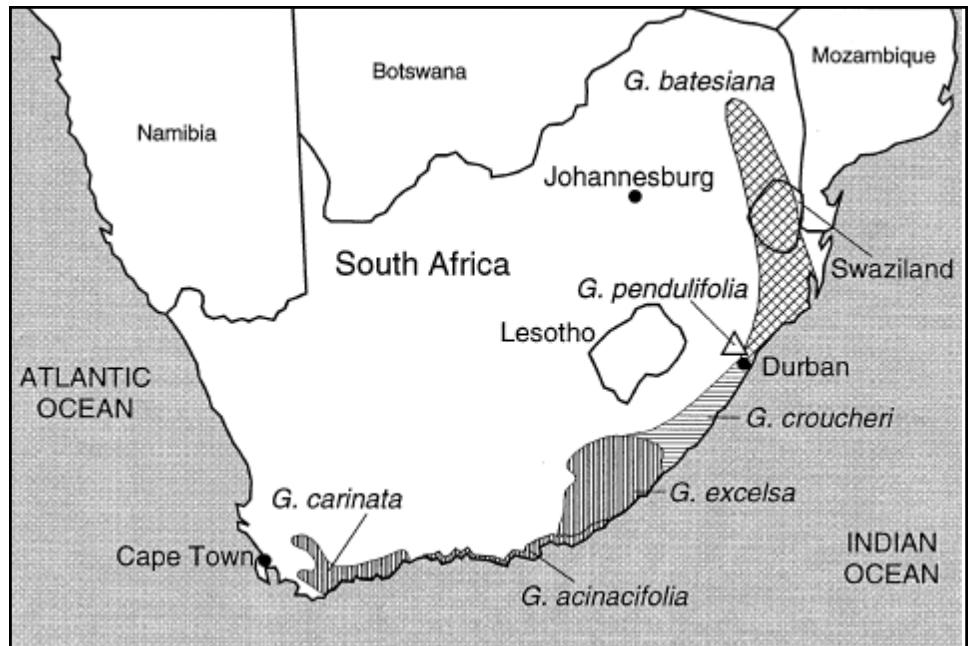 Mozambique
Botswana
G. batesiana
Namibia
Johannesburg
South Africa
Swaziland
G. pendulifolia
Lesotho
Durban
ATLANTIC
OCEAN
G. croucheri
G. carinata
G. excelsa
Cape Town
INDIAN
OCEAN
G. acinacifolia